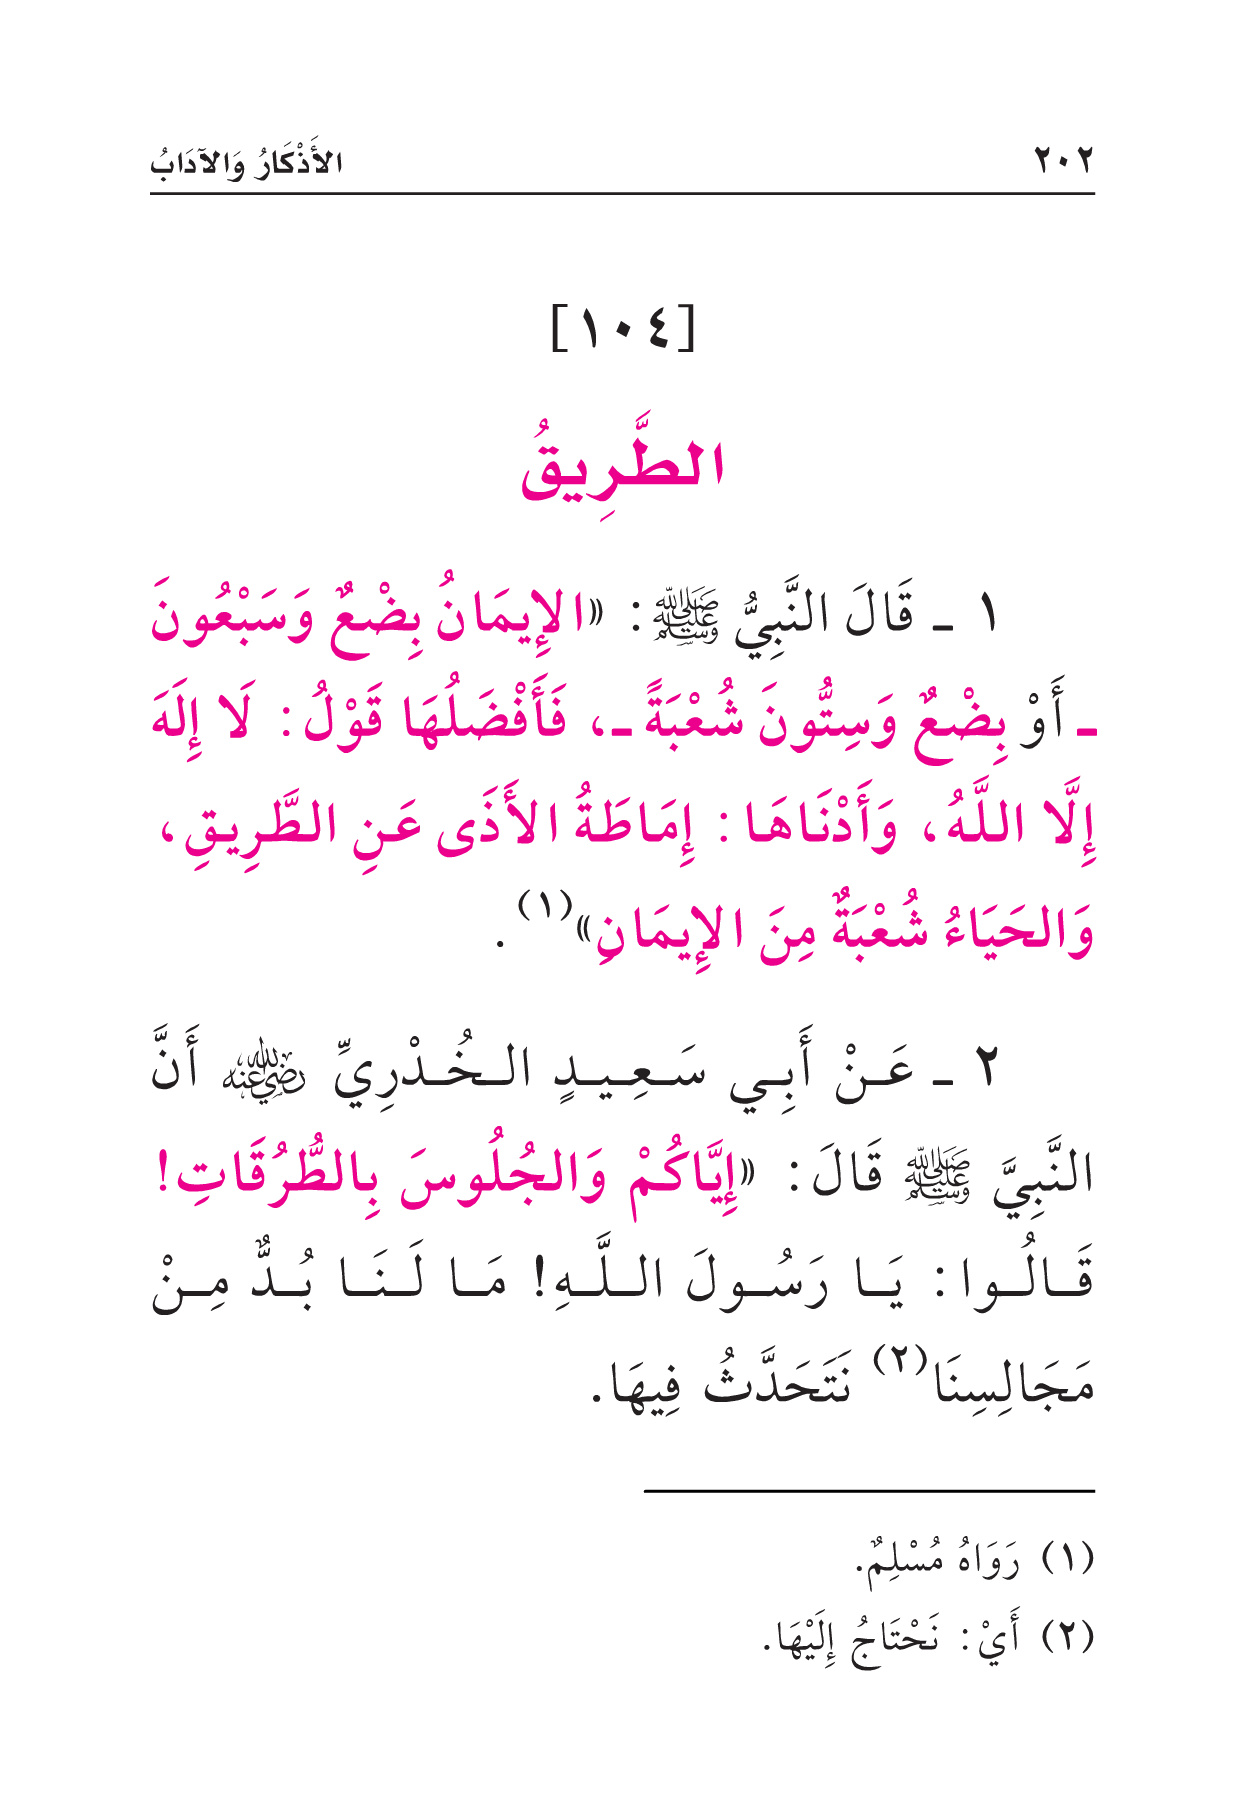 ٢٠٢ الأَذْكَارُ وَالآدَابُ
[١٠٤]
الطَّرِيقُ
١ ـ قَالَ النَّبِيُّ ﷺ: «الإِيمَانُ بِضْعٌ وَسَبْعُونَ
ـ أَوْ بِضْعٌ وَسِتُّونَ شُعْبَةً ـ، فَأَفْضَلُهَا قَوْلُ: لَا إِلَهَ
إِلَّا اللَّهُ، وَأَدْنَاهَا: إِمَاطَةُ الأَذَى عَنِ الطَّرِيقِ،
وَالحَيَاءُ شُعْبَةٌ مِنَ الإِيمَانِ»(١).
٢ ـ عَنْ أَبِي سَعِيدٍ الخُدْرِيِّ رضي الله عنه أَنَّ
النَّبِيَّ ﷺ قَالَ: «إِيَّاكُمْ وَالجُلُوسَ بِالطُّرُقَاتِ!
قَالُوا: يَا رَسُولَ اللَّهِ! مَا لَنَا بُدٌّ مِنْ
مَجَالِسِنَا(٢) نَتَحَدَّثُ فِيهَا.
(١) رَوَاهُ مُسْلِمٌ.
(٢) أَيْ: نَحْتَاجُ إِلَيْهَا.